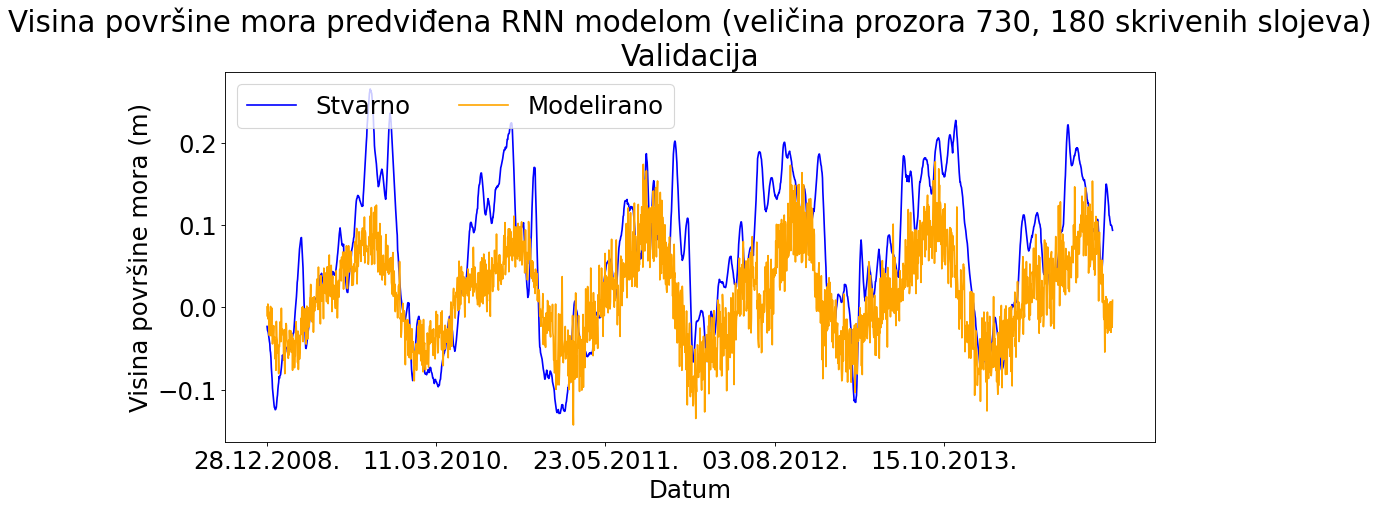 Visina površine mora predviđena RNN modelom (veličina prozora 730, 180 skrivenih slojeva)
Validacija
Stvarno
Modelirano
Visina površine mora (m)
0.2
0.1
0.0
−0.1
28.12.2008.
11.03.2010.
23.05.2011.
03.08.2012.
15.10.2013.
Datum